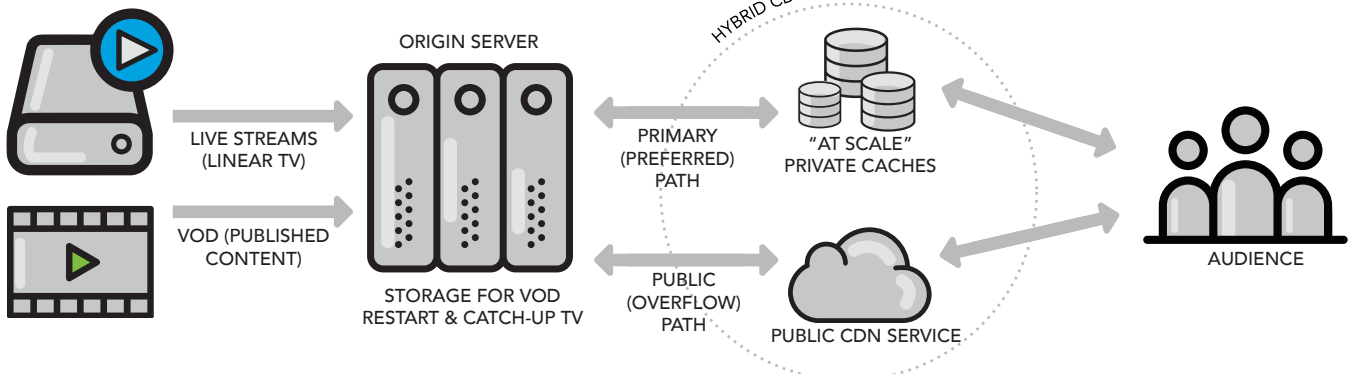 HYBRID
ORIGIN SERVER
LIVE STREAMS
(LINEAR TV)
VOD (PUBLISHED
CONTENT)
STORAGE FOR VOD
RESTART & CATCH-UP TV
PRIMARY
(PREFERRED)
PATH
"AT SCALE"
PRIVATE CACHES
PUBLIC
(OVERFLOW)
PATH
PUBLIC CDN SERVICE
AUDIENCE